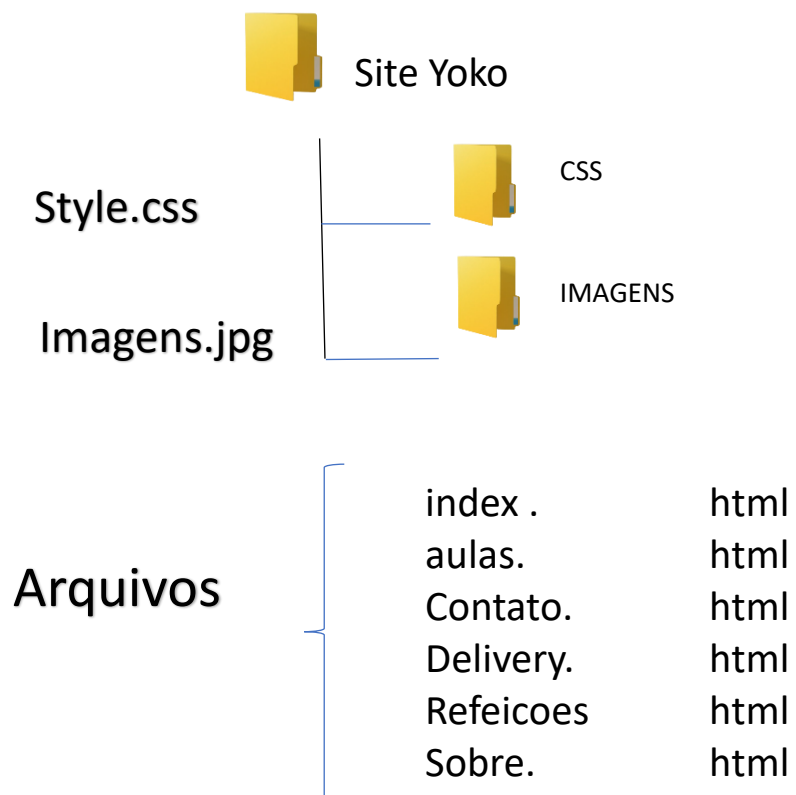 Site Yoko
CSS
Style.css
IMAGENS
Imagens.jpg
index . html
aulas. html
Contato. html
Arquivos
Delivery. html
Refeicoes html
Sobre. html